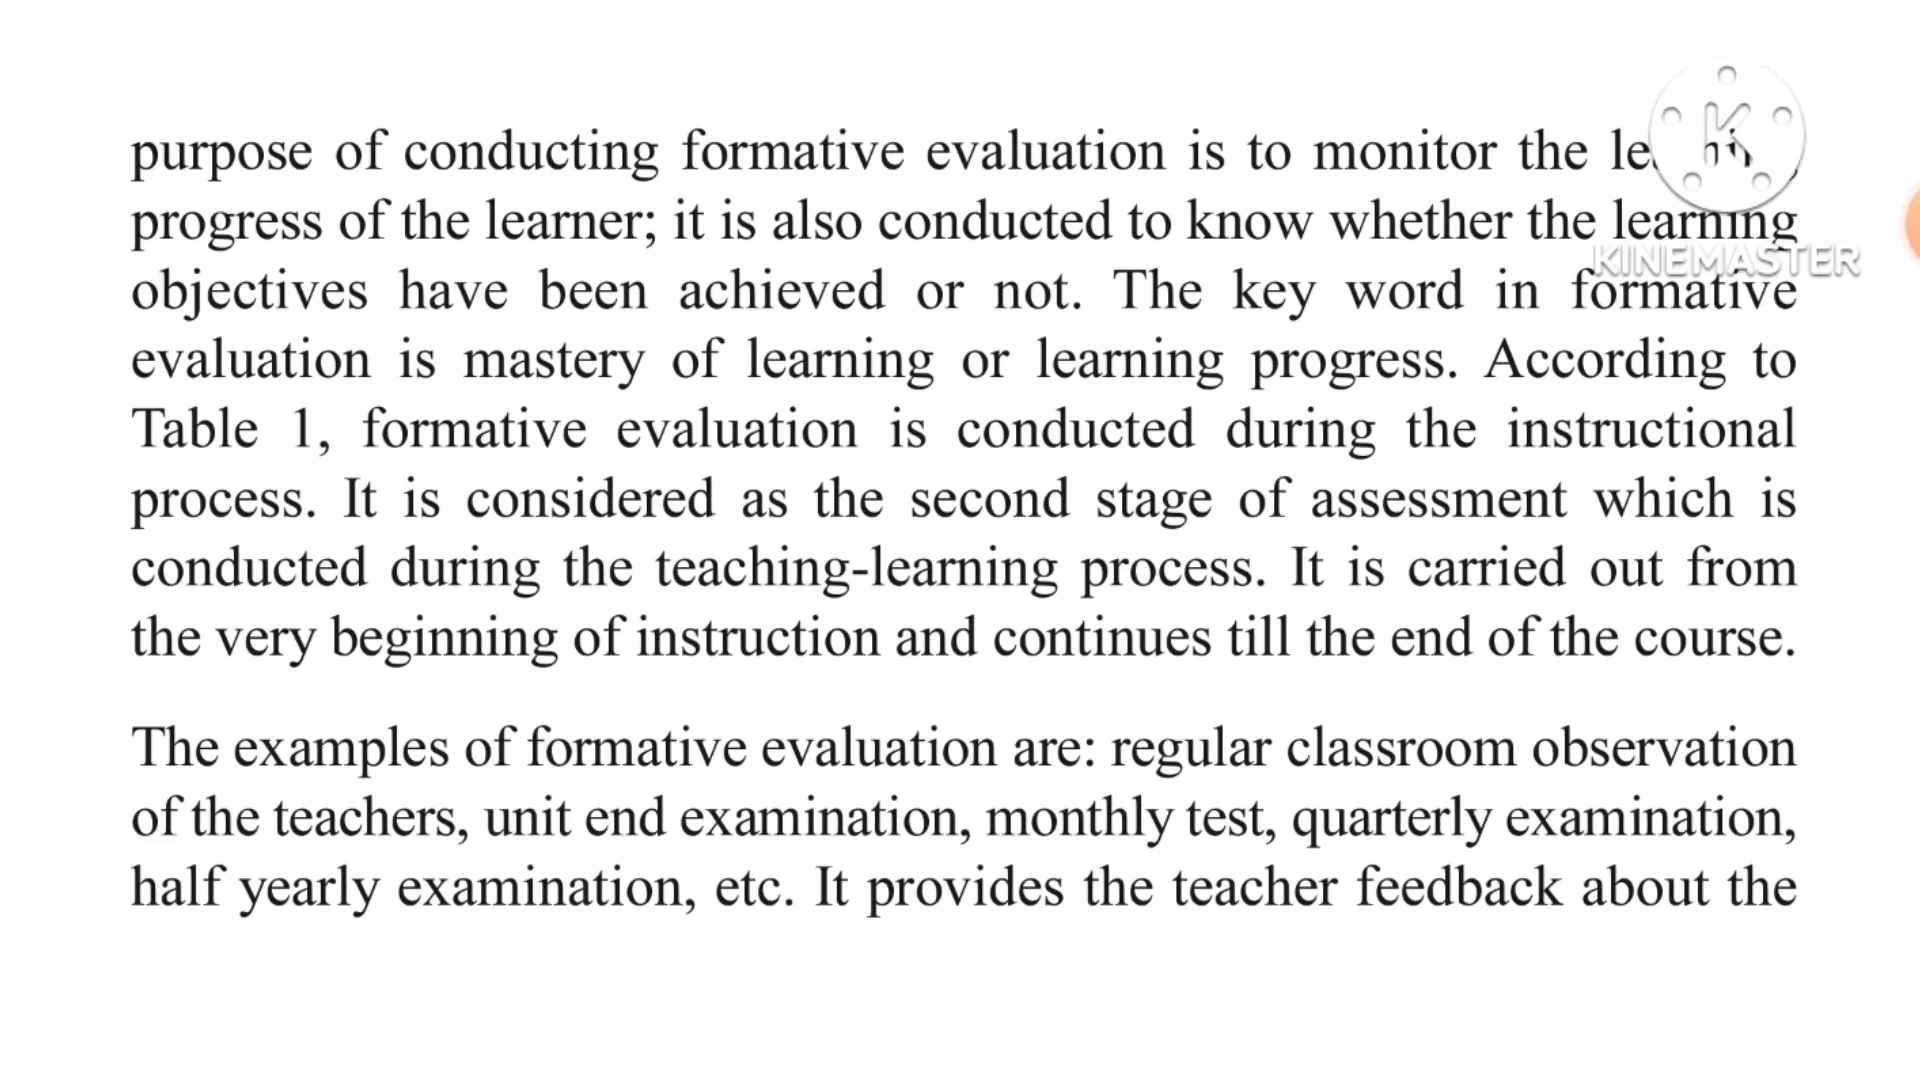 purpose of conducting formative evaluation is to monitor the
progress of the learner; it is also conducted to know whether the learning
KINEMASTER
objectives have been achieved or not. The key word in formative
evaluation is mastery of learning or learning progress. According to
Table 1, formative evaluation is conducted during the instructional
process. It is considered as the second stage of assessment which is
conducted during the teaching-learning process. It is carried out from
the very beginning of instruction and continues till the end of the course.
The examples of formative evaluation are: regular classroom observation
of the teachers, unit end examination, monthly test, quarterly examination,
half yearly examination, etc. It provides the teacher feedback about the